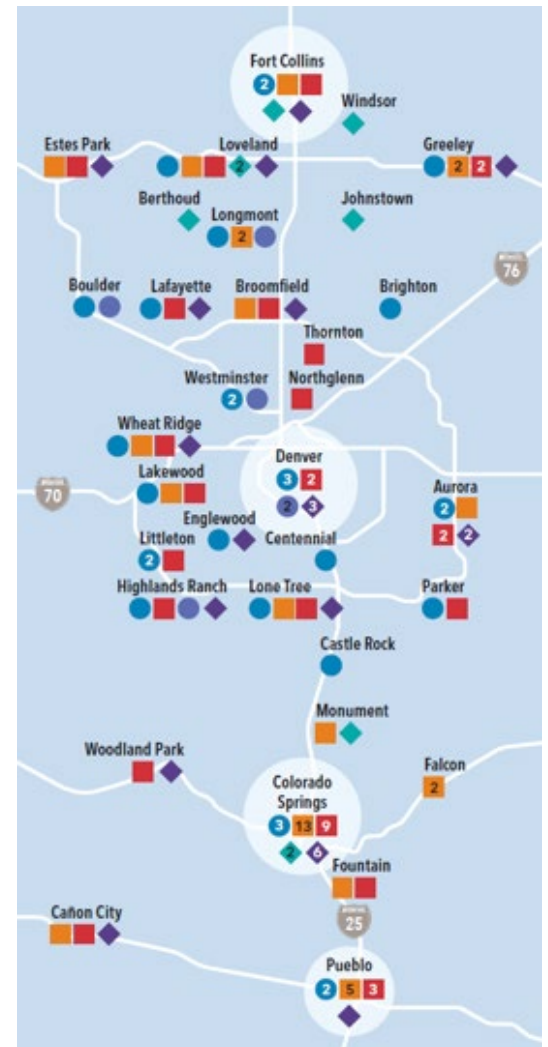 Fort Collins
2
Windsor
Estes Park
Loveland
Greeley
2
2 2
Berthoud
Johnstown
Longmont
2
76
Boulder
Lafayette
Broomfield
Brighton
Thornton
Westminster
Northglenn
2
Wheat Ridge
Denver
3 2
2 3
Lakewood
70
Aurora
2
2 2
Englewood
Littleton
2
Centennial
Highlands Ranch
Lone Tree
Parker
Castle Rock
Monument
Woodland Park
Falcon
2
Colorado
Springs
3 13 9
2 6
Fountain
25
Cañon City
Pueblo
2 5 3